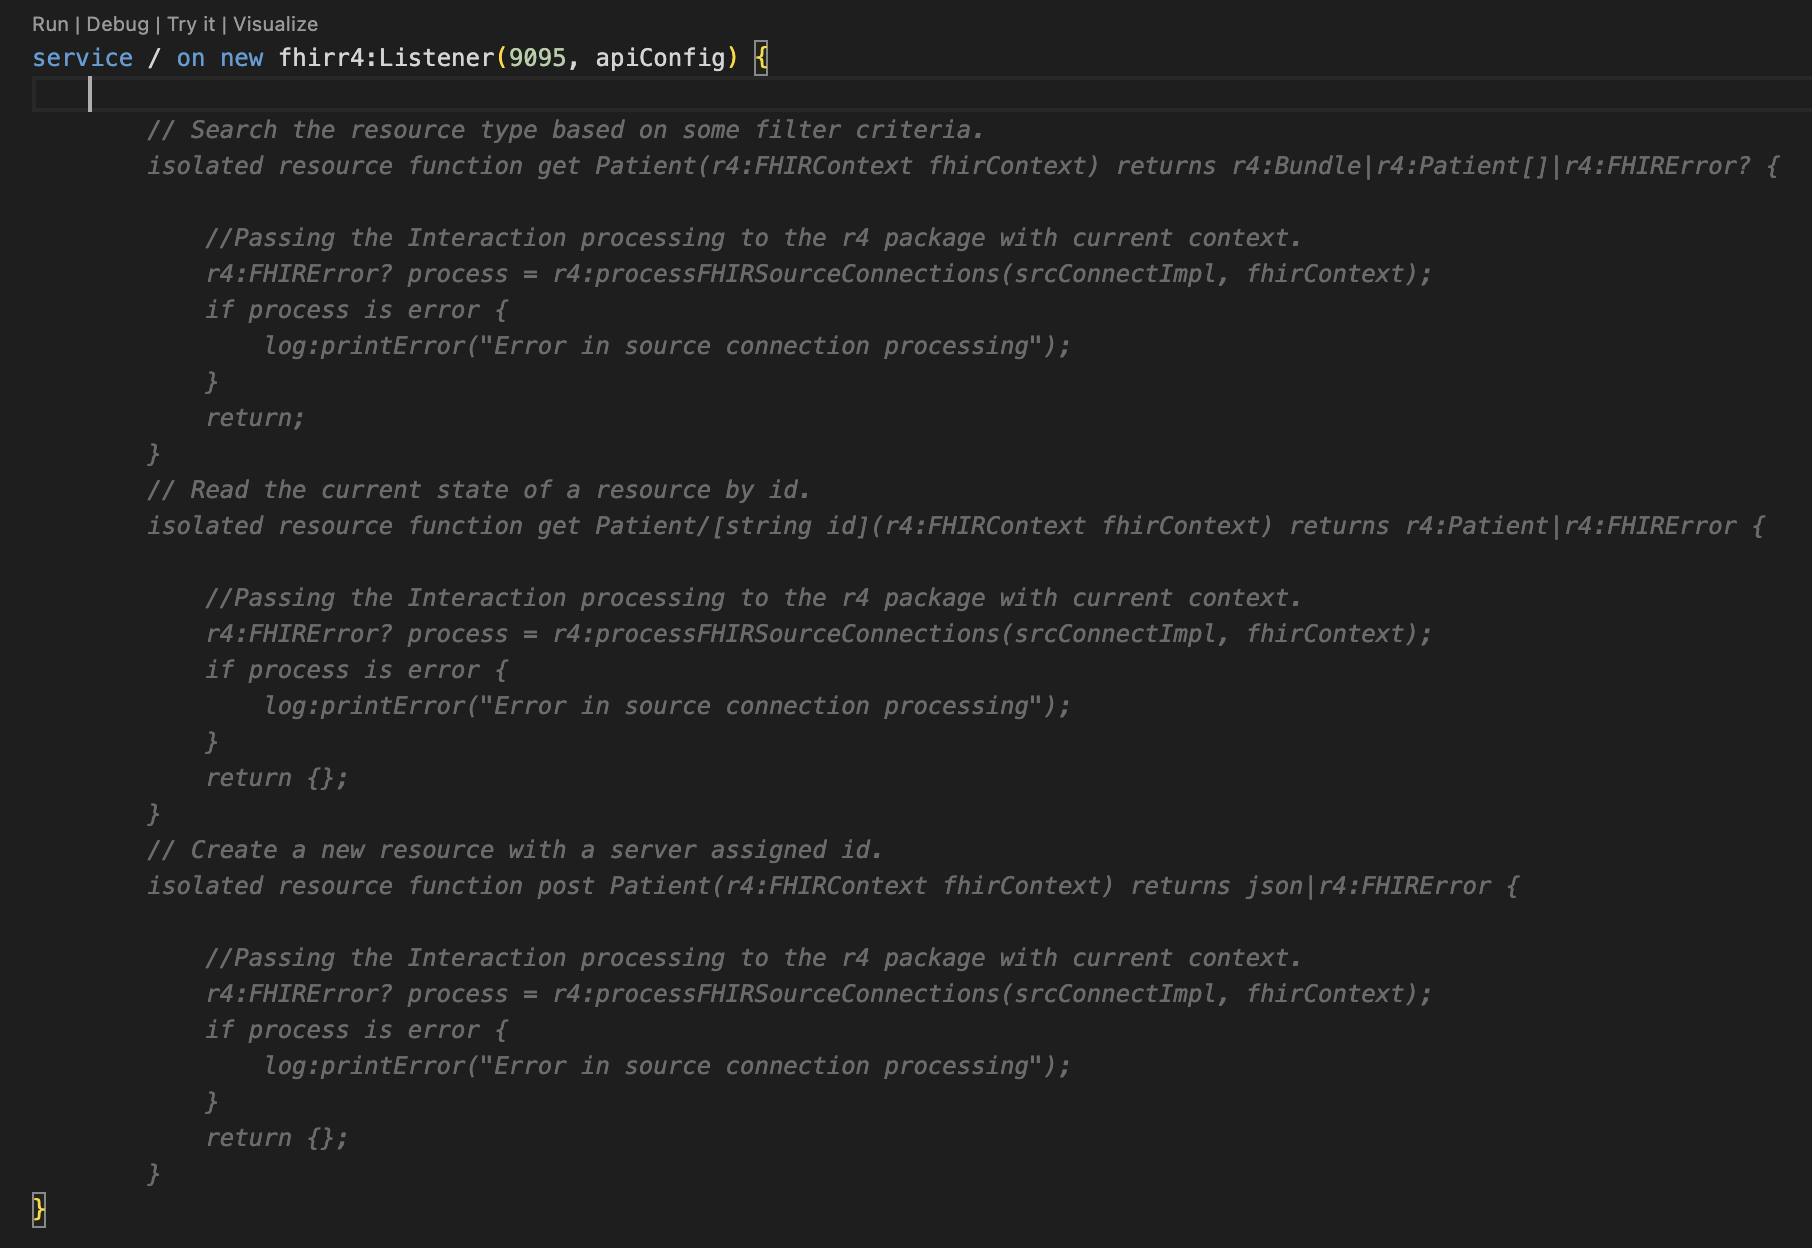 Run | Debug | Try it | Visualize
service / on new fhirr4:Listener(9095, apiConfig) {
// Search the resource type based on some filter criteria.
isolated resource function get Patient(r4:FHIRContext fhirContext) returns r4:Bundle|r4:Patient[]|r4:FHIRError? {
//Passing the Interaction processing to the r4 package with current context.
r4:FHIRError? process = r4:processFHIRSourceConnections(srcConnectImpl, fhirContext);
if process is error {
log:printError("Error in source connection processing");
}
return;
}
// Read the current state of a resource by id.
isolated resource function get Patient/[string id](r4:FHIRContext fhirContext) returns r4:Patient|r4:FHIRError {
//Passing the Interaction processing to the r4 package with current context.
r4:FHIRError? process = r4:processFHIRSourceConnections(srcConnectImpl, fhirContext);
if process is error {
log:printError("Error in source connection processing");
}
return {};
}
// Create a new resource with a server assigned id.
isolated resource function post Patient(r4:FHIRContext fhirContext) returns json|r4:FHIRError {
//Passing the Interaction processing to the r4 package with current context.
r4:FHIRError? process = r4:processFHIRSourceConnections(srcConnectImpl, fhirContext);
if process is error {
log:printError("Error in source connection processing");
}
return {};
}
}